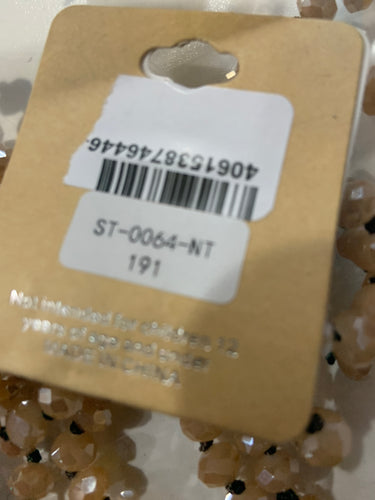 4061538746446
ST-0064-NT
191
Not intended for children 12
years of age and under
MADE IN CHINA